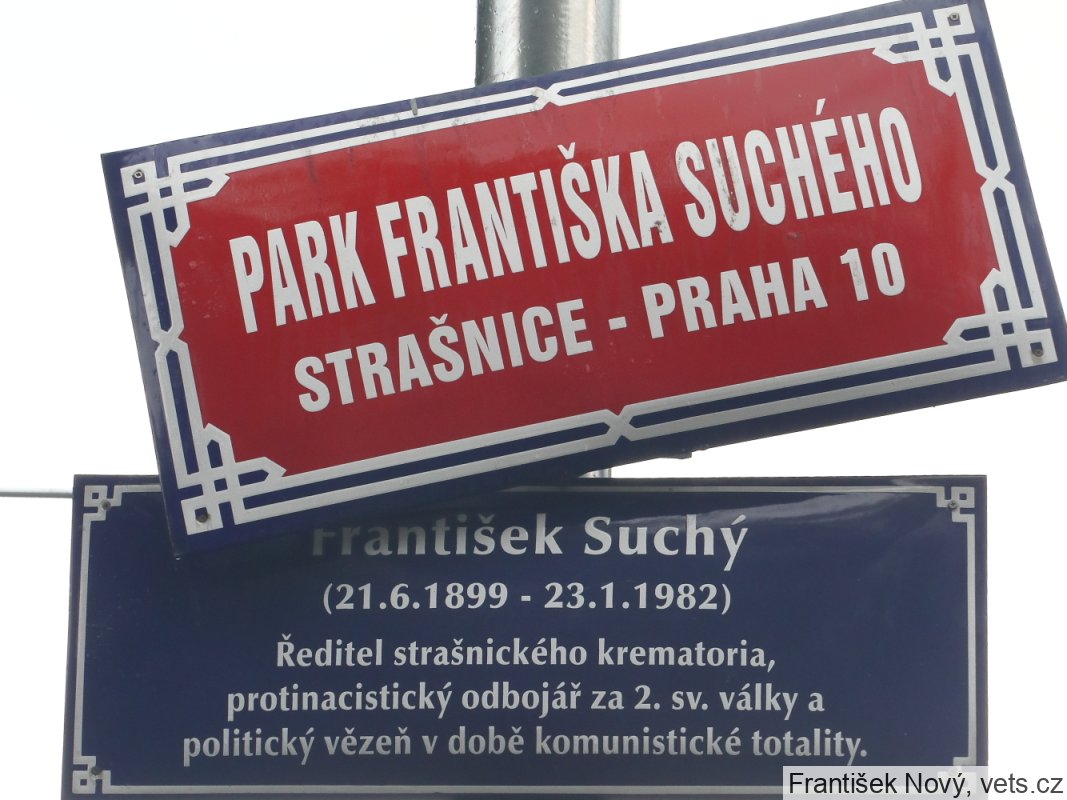 PARK FRANTIŠKA SUCHÉHO
STRAŠNICE - PRAHA 10
František Suchý
(21.6.1899 - 23.1.1982)
Ředitel strašnického krematoria,
protinacistický odbojář za 2. sv. války a
politický vězeň v době komunistické totality.
František Nový, vets.cz